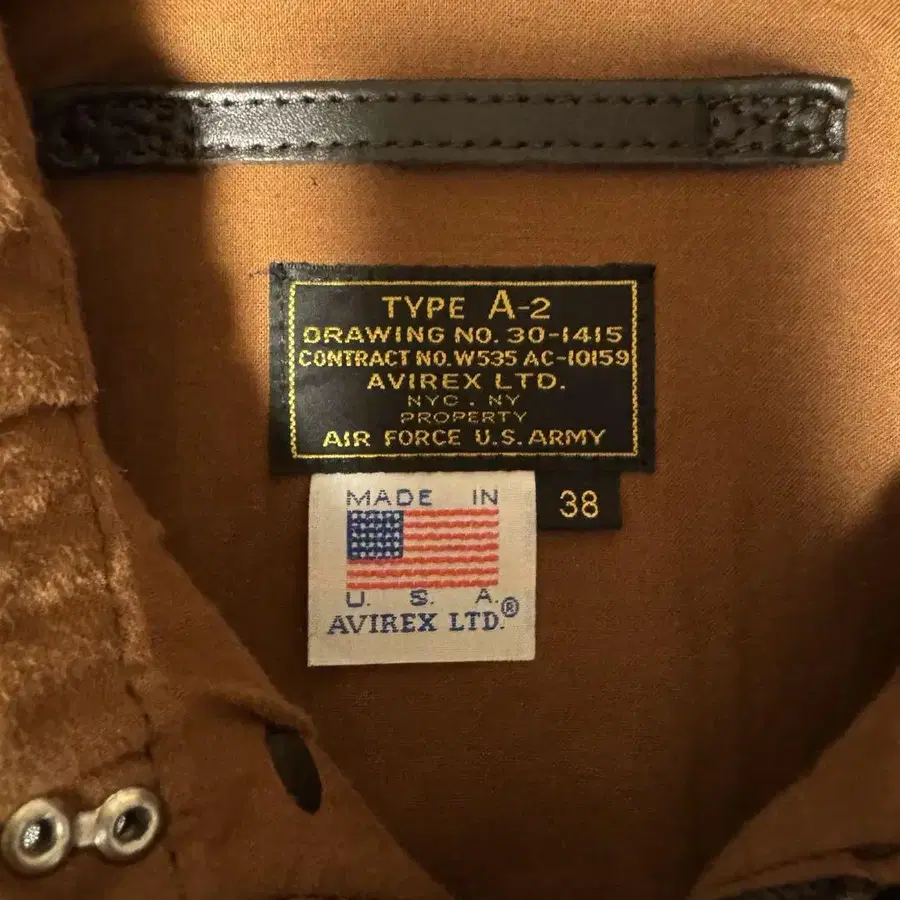 TYPE A-2
DRAWING NO. 30-1415
CONTRACT NO. W535 AC-10159
AVIREX LTD.
NYC. NY
PROPERTY
AIR FORCE U.S. ARMY
MADE IN
U. S. A.
AVIREX LTD.®
38